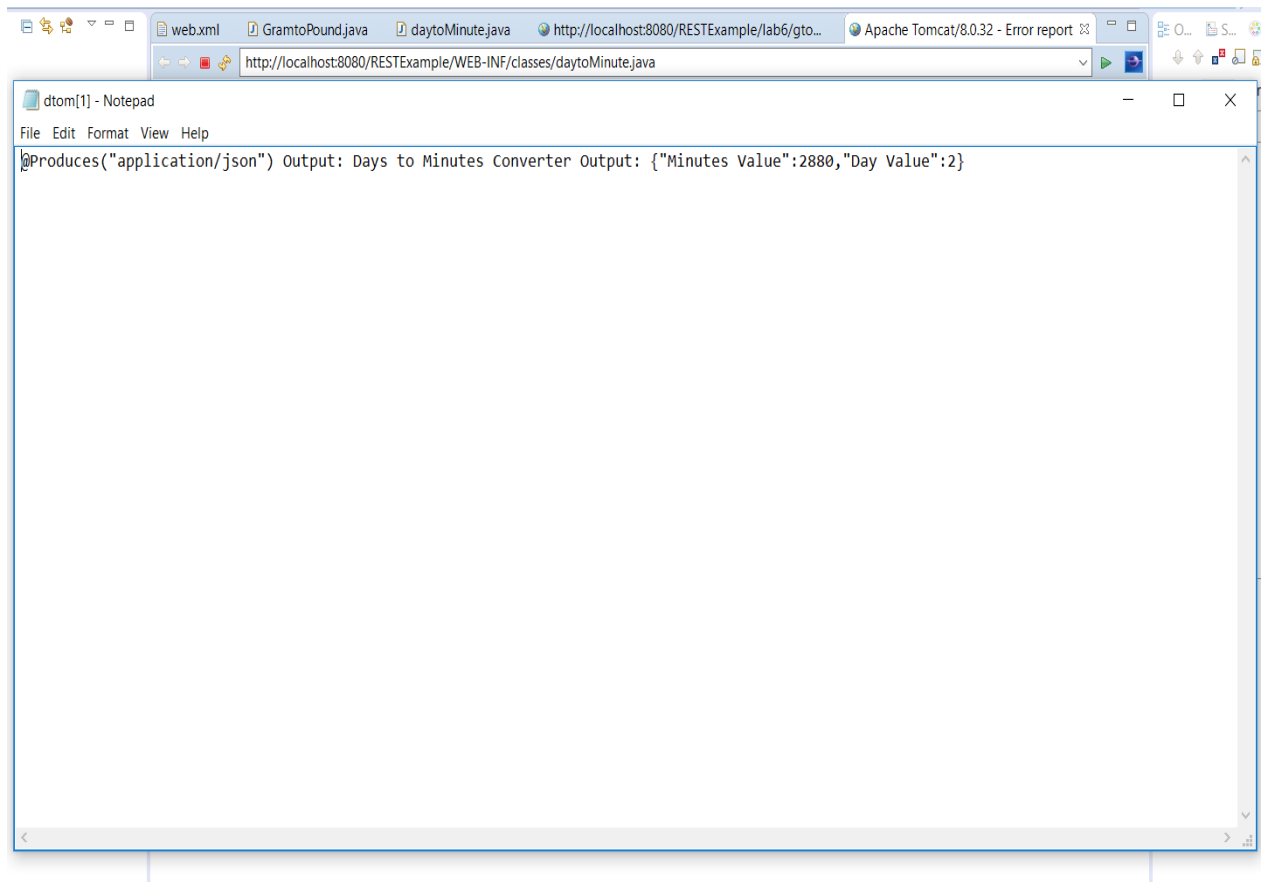 web.xml GramtoPound.java daytoMinute.java http://localhost:8080/RESTExample/lab6/gto... Apache Tomcat/8.0.32 - Error report O... S...
http://localhost:8080/RESTExample/WEB-INF/classes/daytoMinute.java
dtom[1] - Notepad
File Edit Format View Help
@Produces("application/json") Output: Days to Minutes Converter Output: {"Minutes Value":2880,"Day Value":2}